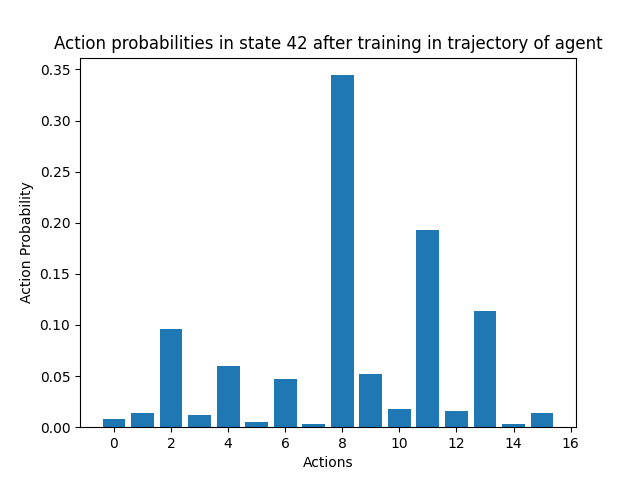 Action probabilities in state 42 after training in trajectory of agent
0.35
0.30
0.25
0.20
0.15
0.10
0.05
0.00
Action Probability
0 2 4 6 8 10 12 14 16
Actions